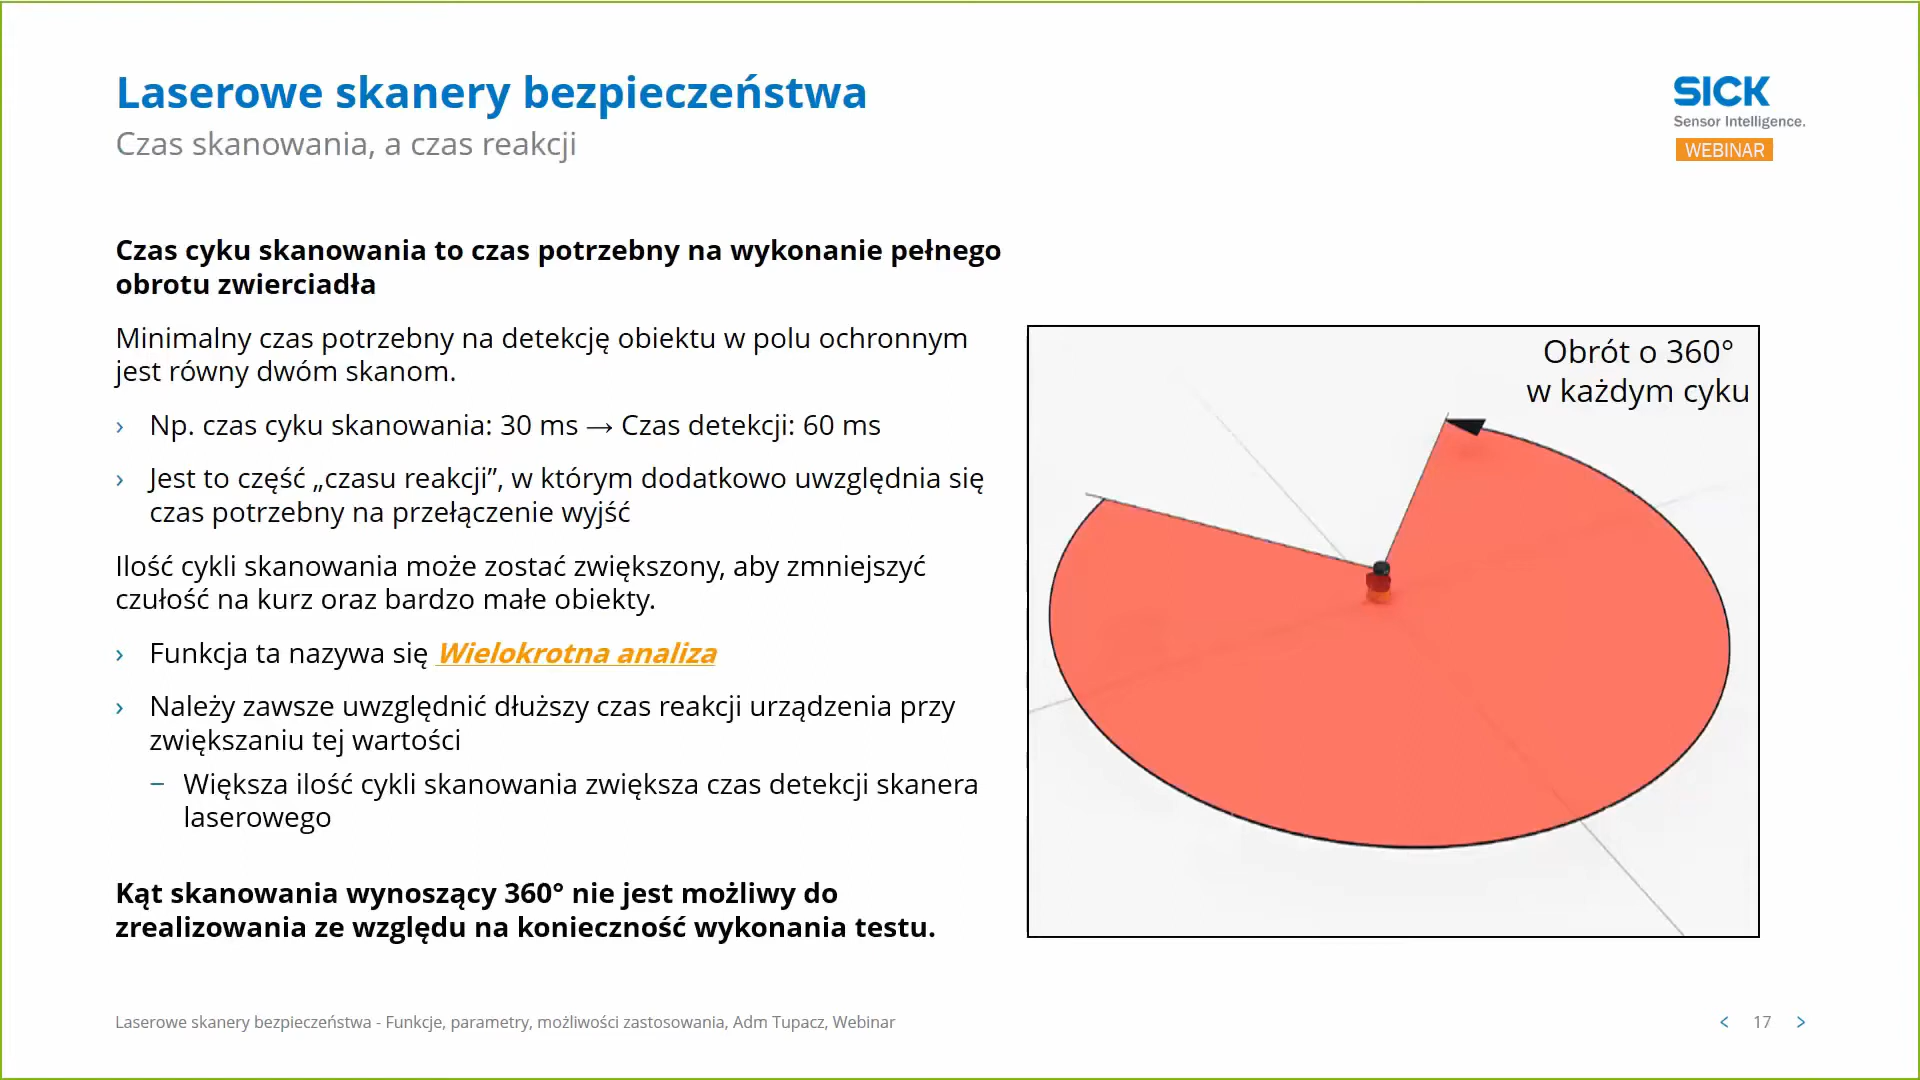 Laserowe skanery bezpieczeństwa
Czas skanowania, a czas reakcji
SICK
Sensor Intelligence.
WEBINAR
Czas cyku skanowania to czas potrzebny na wykonanie pełnego
obrotu zwierciadła
Minimalny czas potrzebny na detekcję obiektu w polu ochronnym
jest równy dwóm skanom.
› Np. czas cyku skanowania: 30 ms → Czas detekcji: 60 ms
› Jest to część „czasu reakcji”, w którym dodatkowo uwzględnia się
czas potrzebny na przełączenie wyjść
Ilość cykli skanowania może zostać zwiększony, aby zmniejszyć
czułość na kurz oraz bardzo małe obiekty.
› Funkcja ta nazywa się Wielokrotna analiza
› Należy zawsze uwzględnić dłuższy czas reakcji urządzenia przy
zwiększaniu tej wartości
− Większa ilość cykli skanowania zwiększa czas detekcji skanera
laserowego
Kąt skanowania wynoszący 360° nie jest możliwy do
zrealizowania ze względu na konieczność wykonania testu.
Obrót o 360°
w każdym cyku
Laserowe skanery bezpieczeństwa - Funkcje, parametry, możliwości zastosowania, Adm Tupacz, Webinar
< 17 >